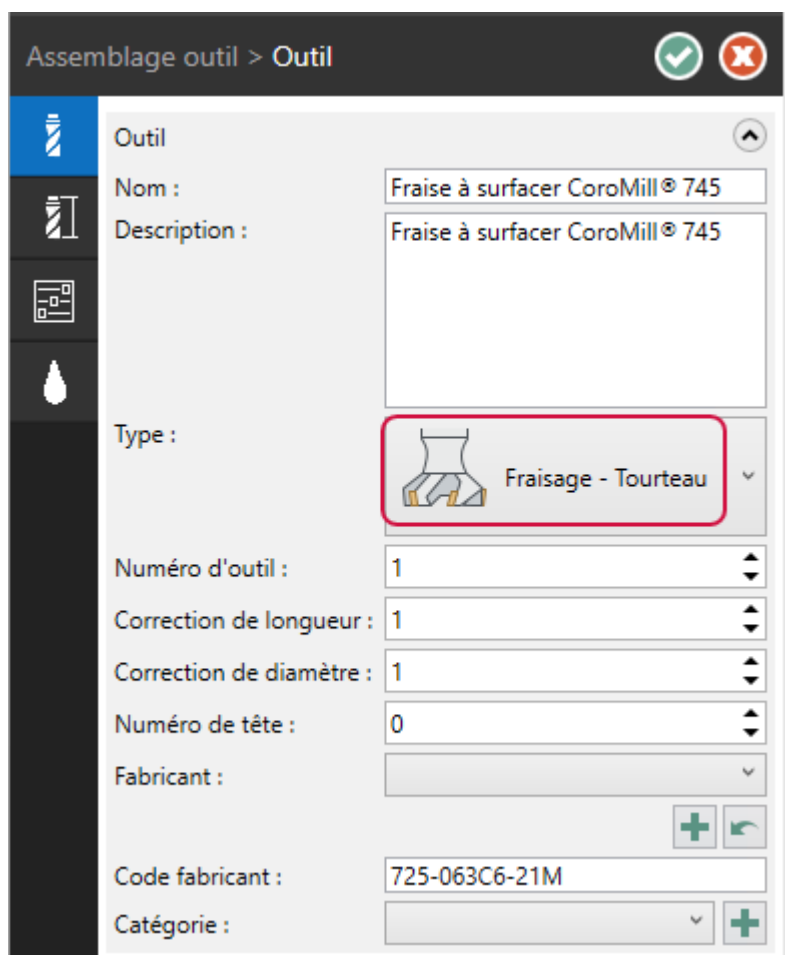 Assemblage outil > Outil
Outil
Nom : Fraise à surfacer CoroMill® 745
Description : Fraise à surfacer CoroMill® 745
Type : Fraisage - Tourteau
Numéro d'outil : 1
Correction de longueur : 1
Correction de diamètre : 1
Numéro de tête : 0
Fabricant :
Code fabricant : 725-063C6-21M
Catégorie :